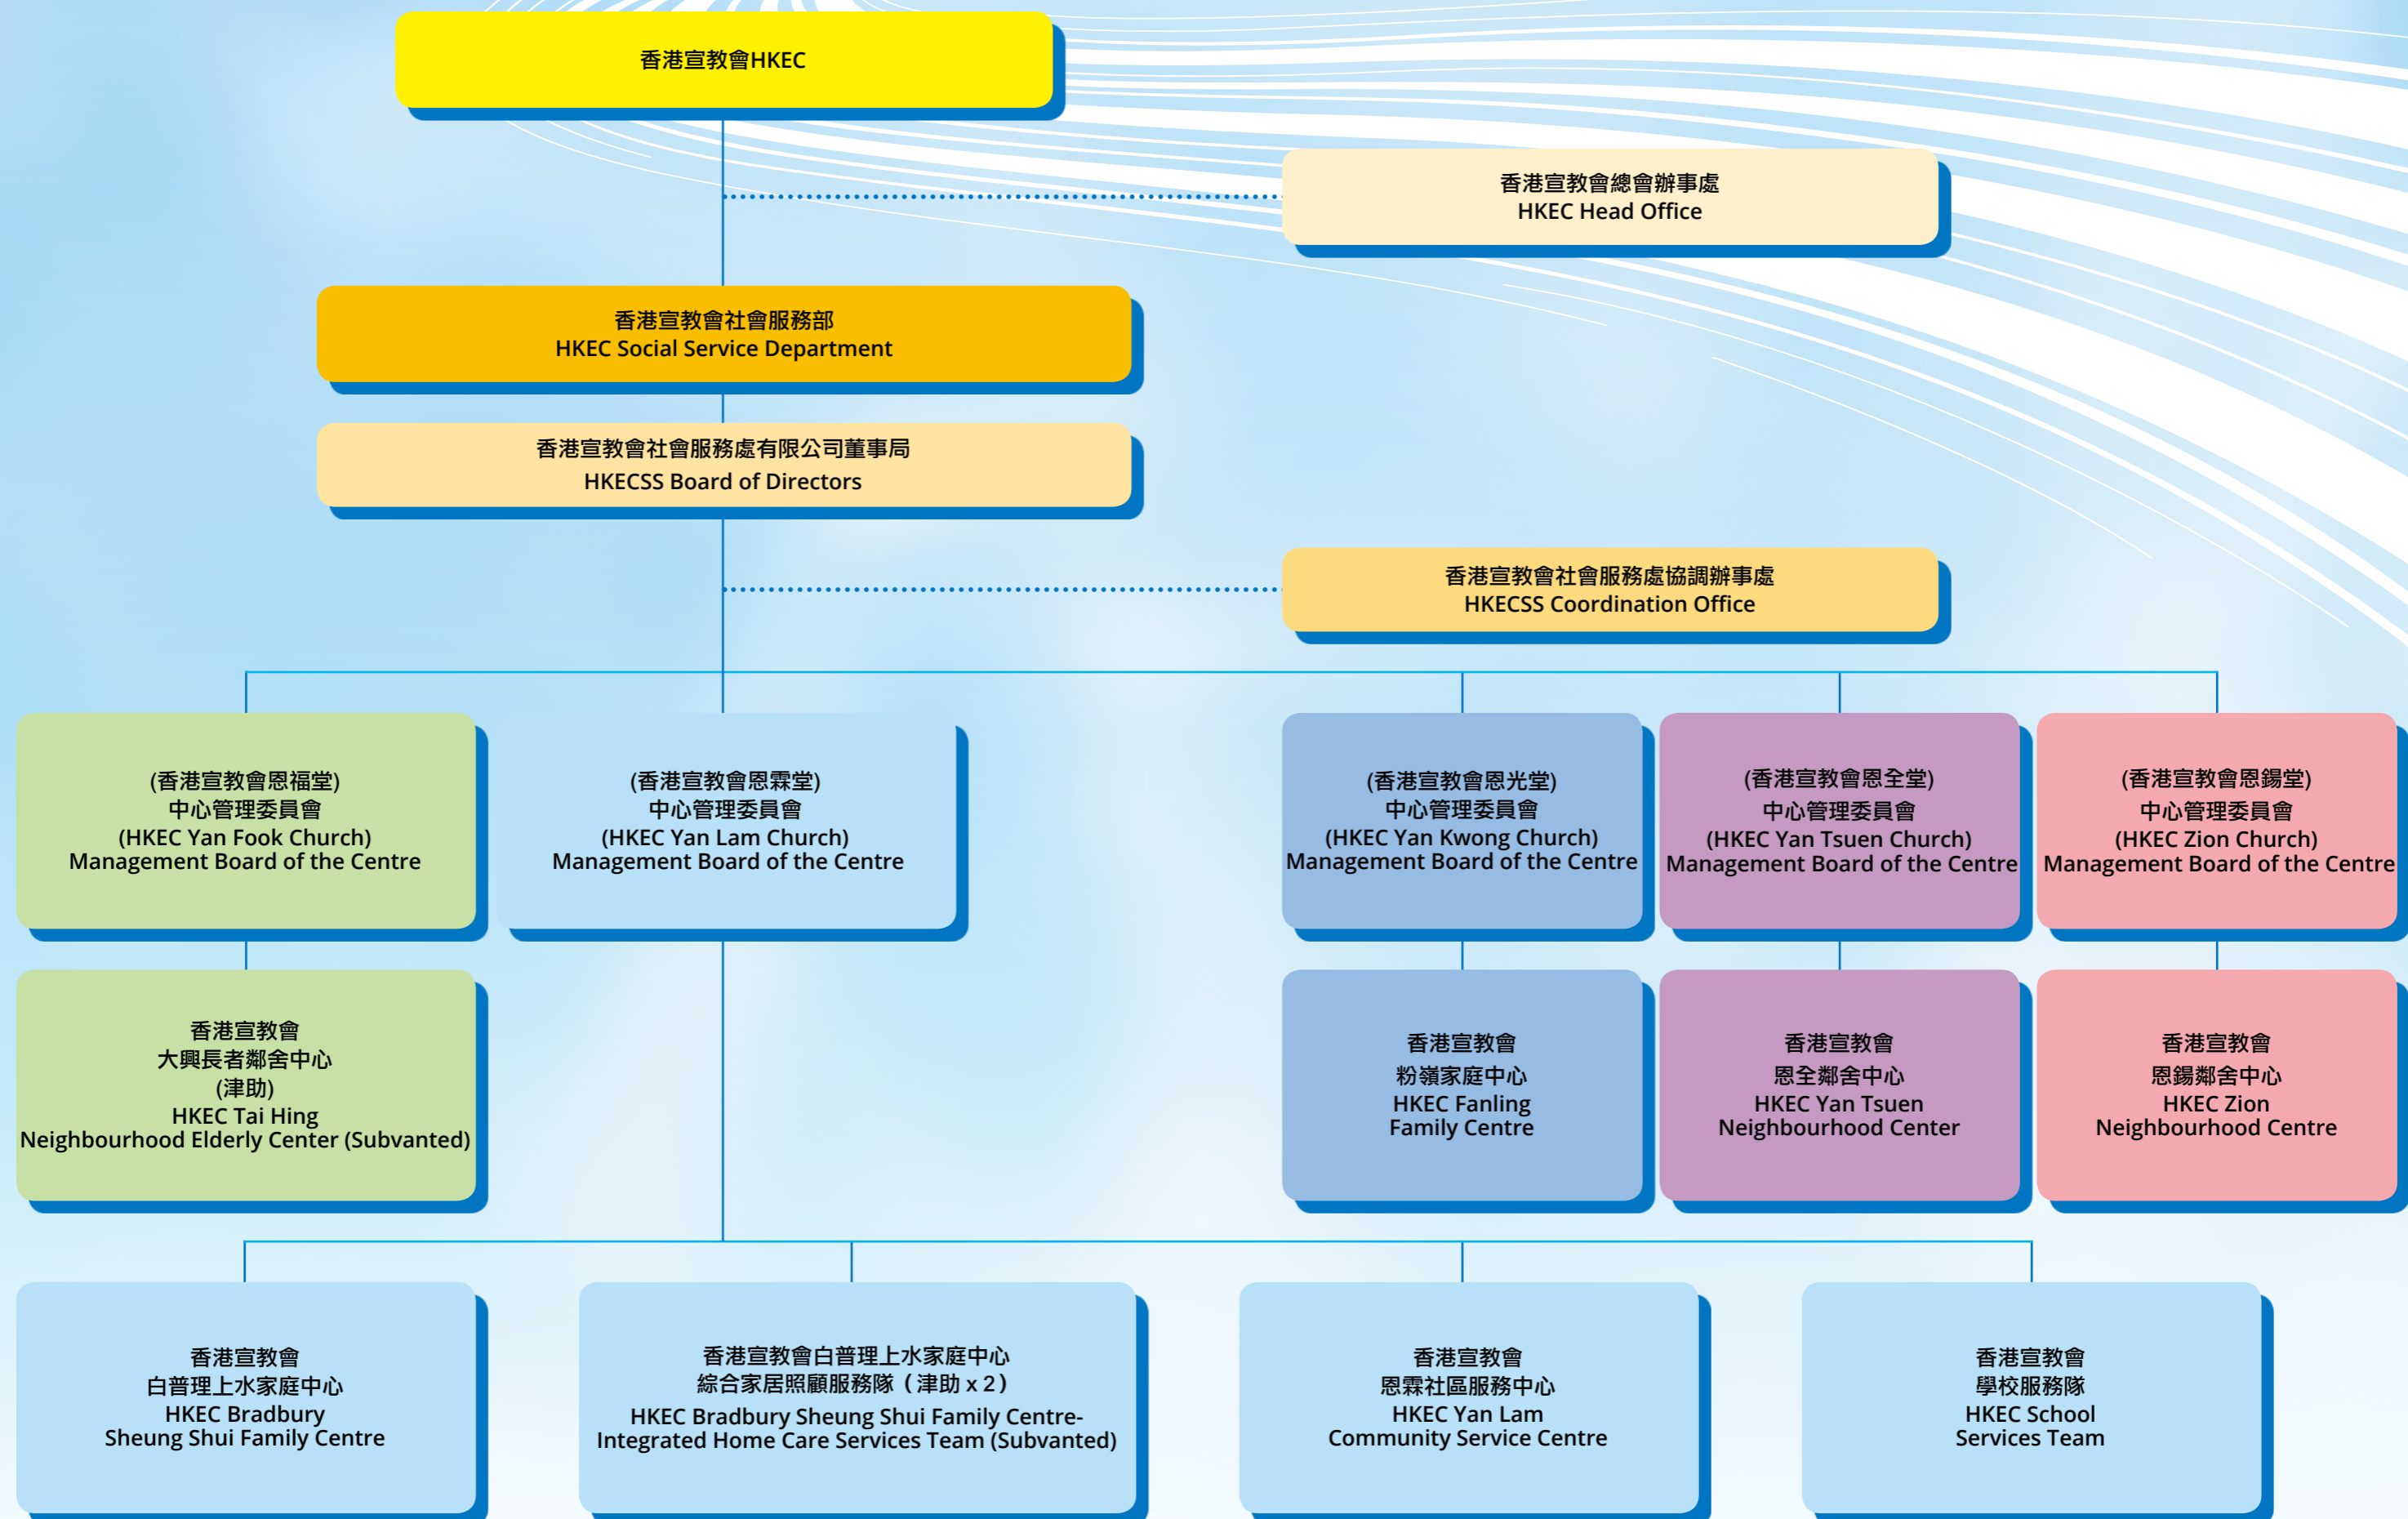 香港宣教會HKEC
香港宣教會總會辦事處
HKEC Head Office
香港宣教會社會服務部
HKEC Social Service Department
香港宣教會社會服務處有限公司董事局
HKECSS Board of Directors
香港宣教會社會服務處協調辦事處
HKECSS Coordination Office
(香港宣教會恩福堂)
中心管理委員會
(HKEC Yan Fook Church)
Management Board of the Centre
(香港宣教會恩霖堂)
中心管理委員會
(HKEC Yan Lam Church)
Management Board of the Centre
(香港宣教會恩光堂)
中心管理委員會
(HKEC Yan Kwong Church)
Management Board of the Centre
(香港宣教會恩全堂)
中心管理委員會
(HKEC Yan Tsuen Church)
Management Board of the Centre
(香港宣教會恩錫堂)
中心管理委員會
(HKEC Zion Church)
Management Board of the Centre
香港宣教會
大興長者鄰舍中心
(津助)
HKEC Tai Hing
Neighbourhood Elderly Center (Subvanted)
香港宣教會
粉嶺家庭中心
HKEC Fanling
Family Centre
香港宣教會
恩全鄰舍中心
HKEC Yan Tsuen
Neighbourhood Center
香港宣教會
恩錫鄰舍中心
HKEC Zion
Neighbourhood Centre
香港宣教會
白普理上水家庭中心
HKEC Bradbury
Sheung Shui Family Centre
香港宣教會白普理上水家庭中心
綜合家居照顧服務隊（津助 x 2）
HKEC Bradbury Sheung Shui Family Centre-
Integrated Home Care Services Team (Subvanted)
香港宣教會
恩霖社區服務中心
HKEC Yan Lam
Community Service Centre
香港宣教會
學校服務隊
HKEC School
Services Team